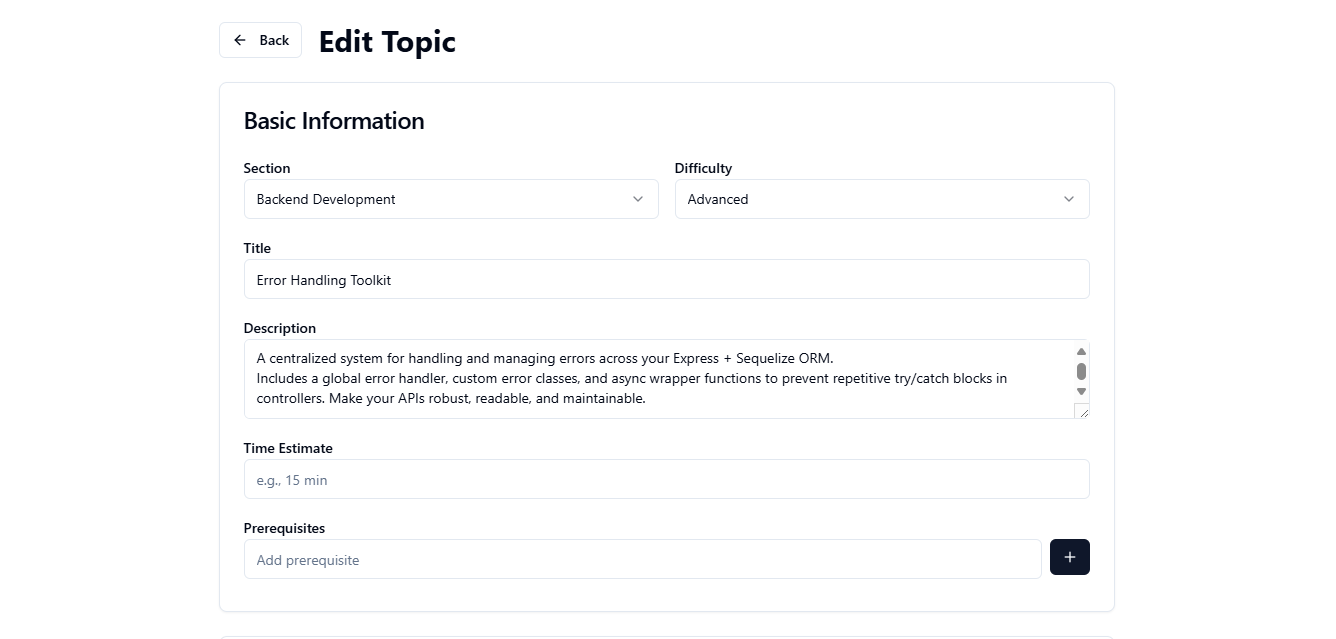 Back
Edit Topic
Basic Information
Section
Difficulty
Backend Development
Advanced
Title
Error Handling Toolkit
Description
A centralized system for handling and managing errors across your Express + Sequelize ORM.
Includes a global error handler, custom error classes, and async wrapper functions to prevent repetitive try/catch blocks in
controllers. Make your APIs robust, readable, and maintainable.
Time Estimate
e.g., 15 min
Prerequisites
Add prerequisite